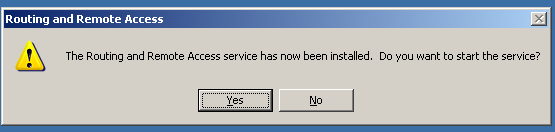 Routing and Remote Access
The Routing and Remote Access service has now been installed. Do you want to start the service?
Yes No